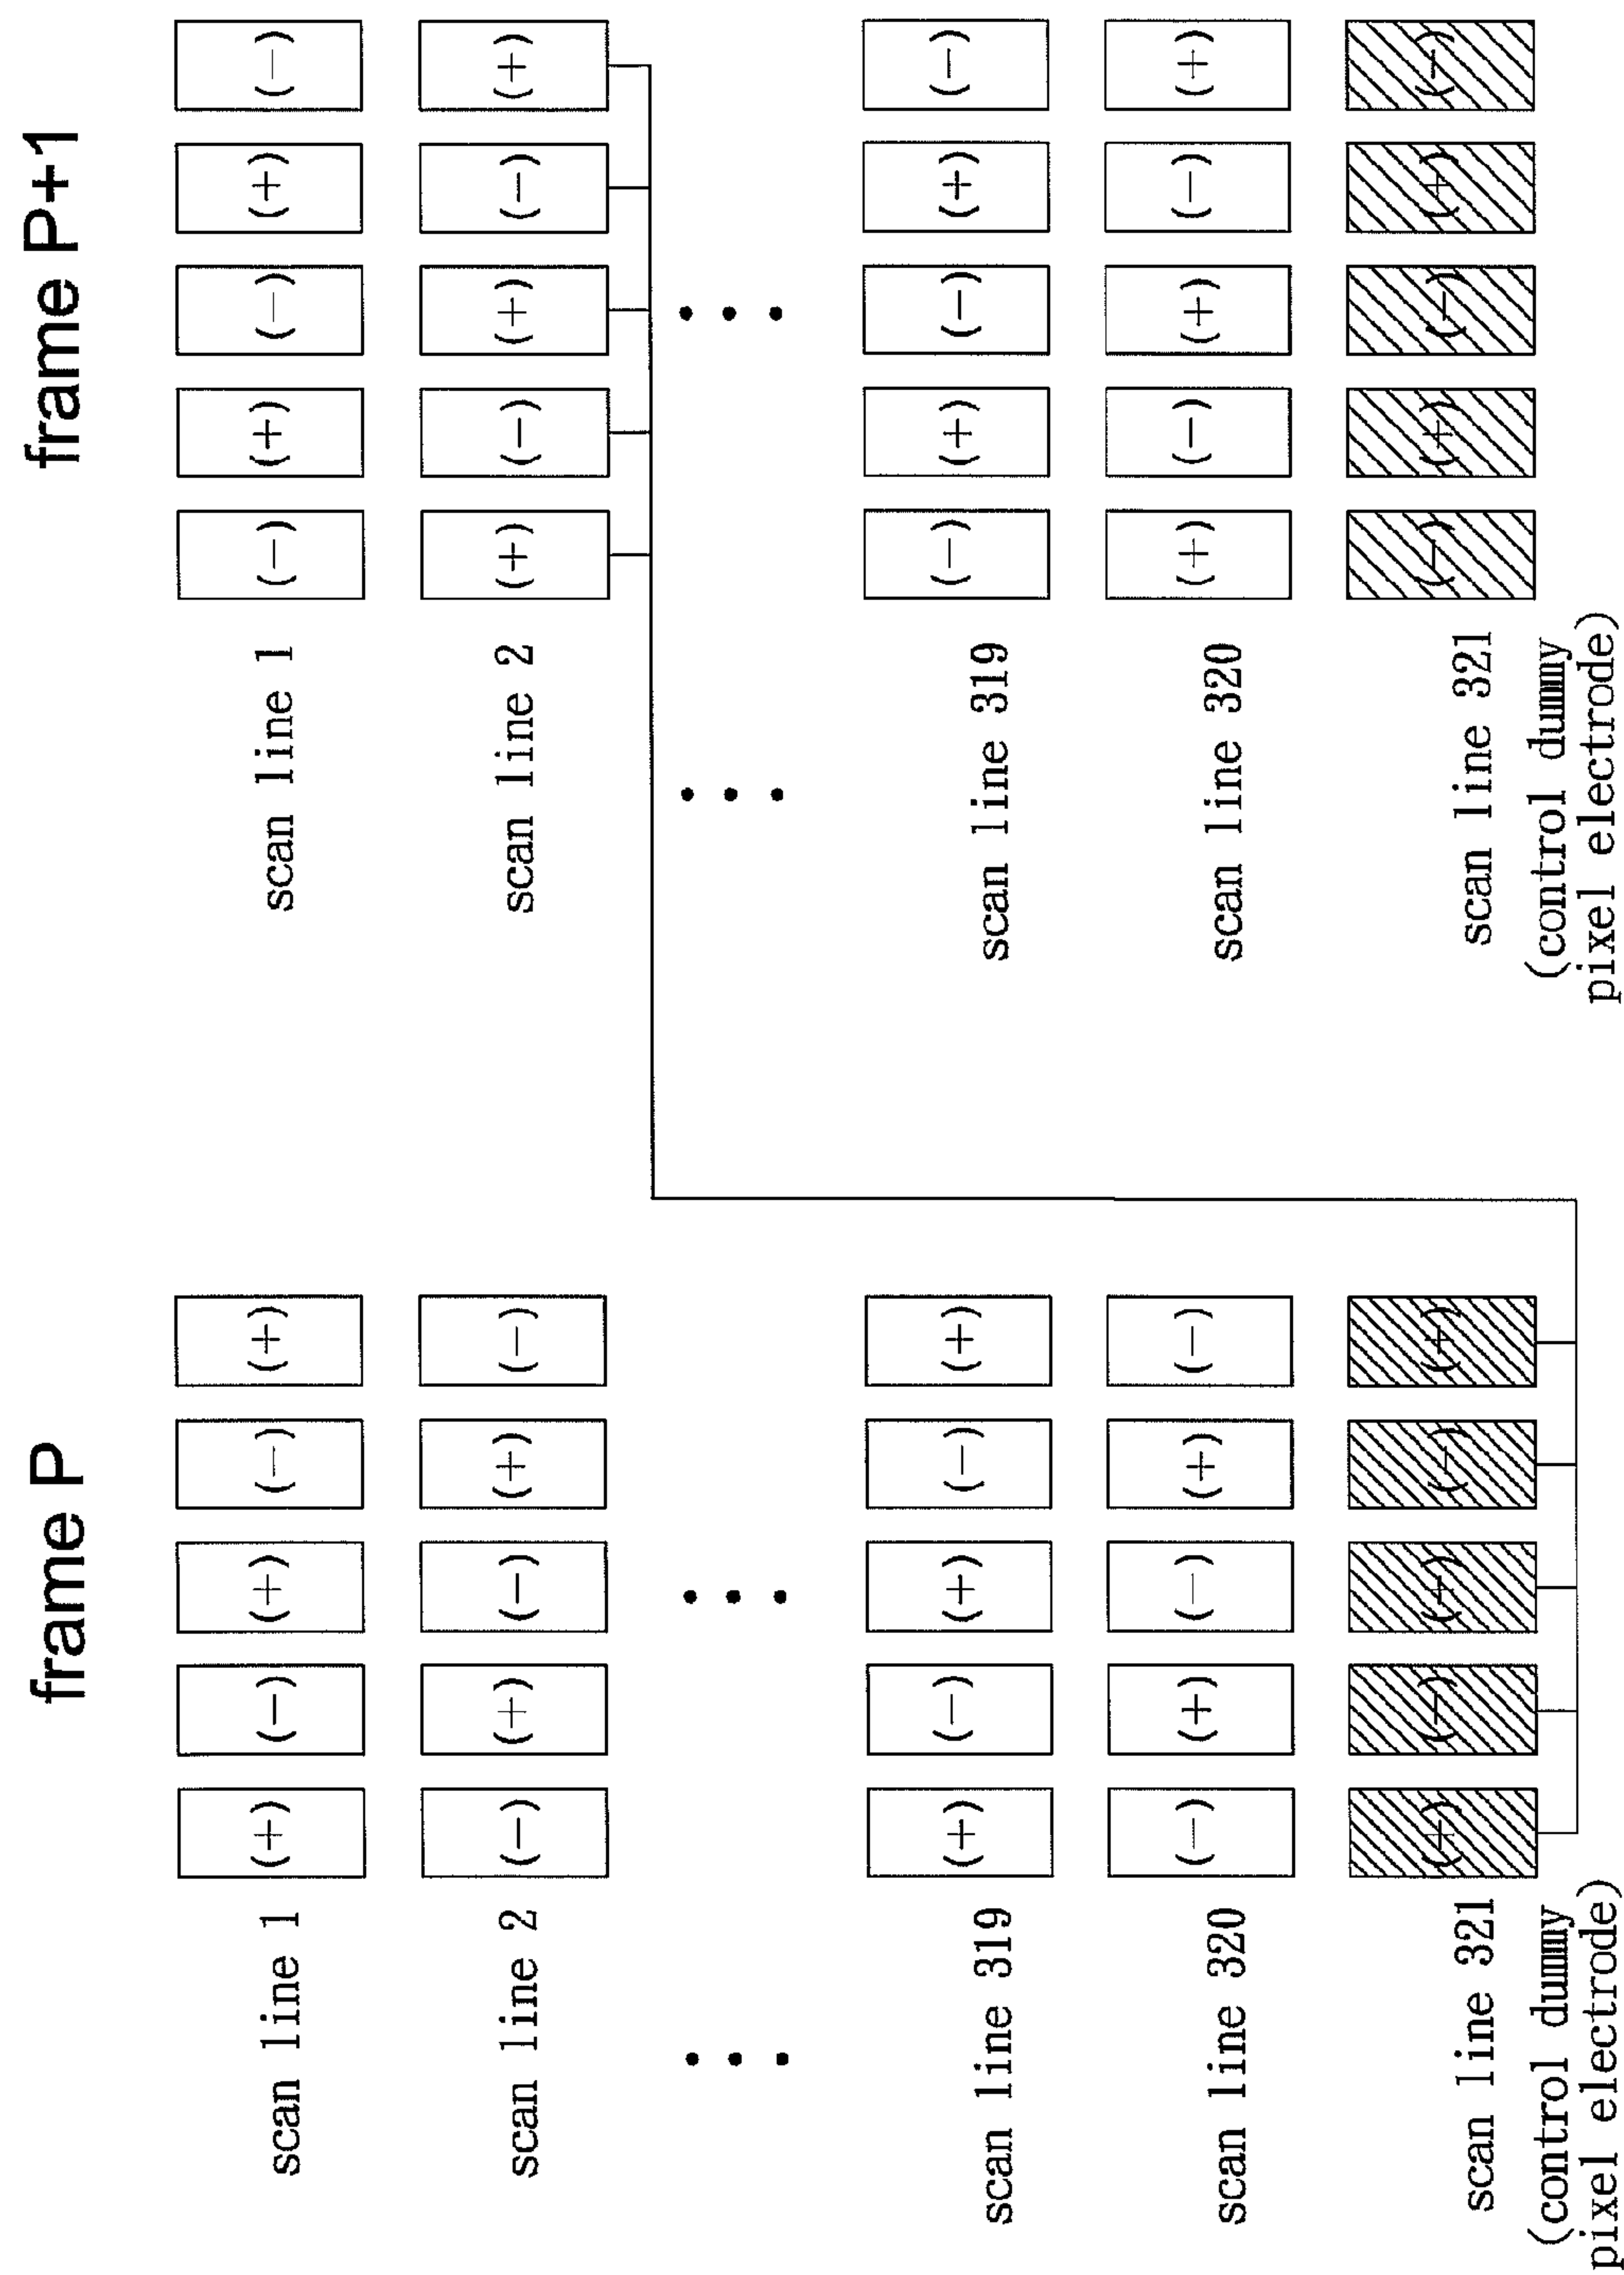 frame P
scan line 1 (+) (−) (+) (−) (+)
scan line 2 (−) (+) (−) (+) (−)
scan line 319 (+) (−) (+) (−) (+)
scan line 320 (−) (+) (−) (+) (−)
scan line 321 (+) (−) (+) (−) (+)
(control dummy
pixel electrode)
frame P+1
scan line 1 (−) (+) (−) (+) (−)
scan line 2 (+) (−) (+) (−) (+)
scan line 319 (−) (+) (−) (+) (−)
scan line 320 (+) (−) (+) (−) (+)
scan line 321 (−) (+) (−) (+) (−)
(control dummy
pixel electrode)